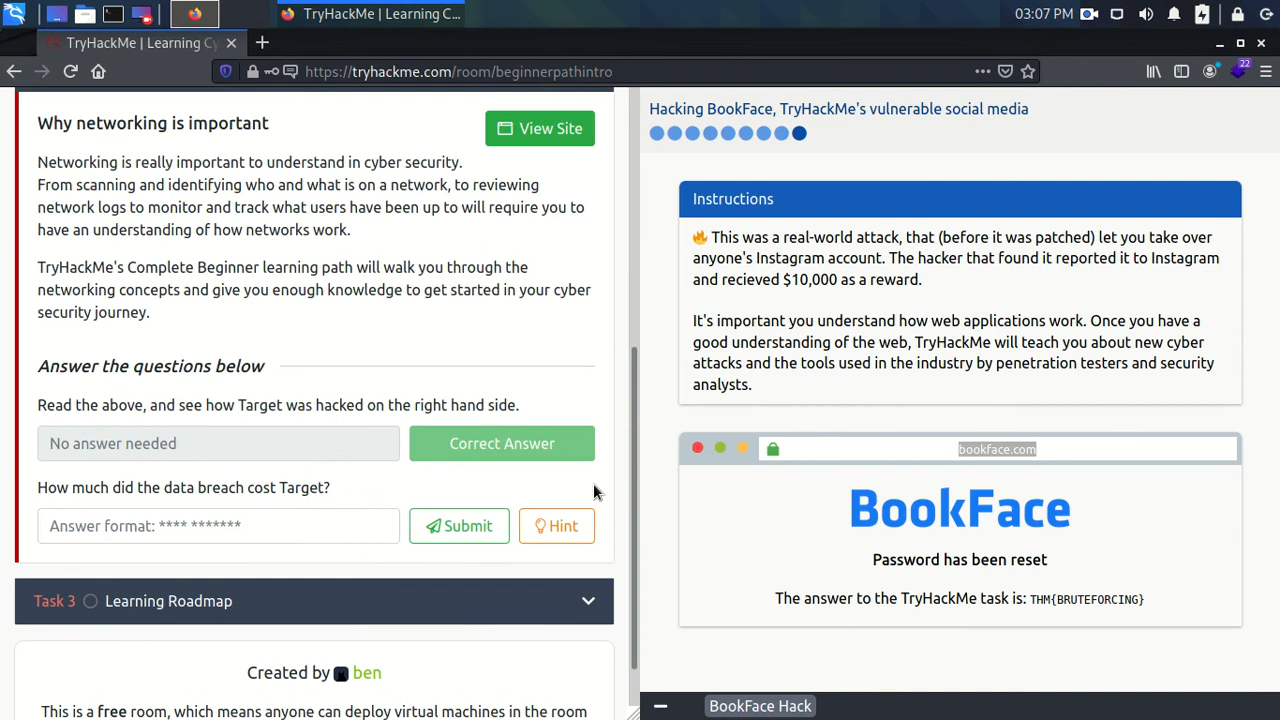 TryHackMe | Learning C...
03:07 PM
TryHackMe | Learning Cy
https://tryhackme.com/room/beginnerpathintro
22
Why networking is important
View Site
Networking is really important to understand in cyber security.
From scanning and identifying who and what is on a network, to reviewing
network logs to monitor and track what users have been up to will require you to
have an understanding of how networks work.
TryHackMe's Complete Beginner learning path will walk you through the
networking concepts and give you enough knowledge to get started in your cyber
security journey.
Answer the questions below
Read the above, and see how Target was hacked on the right hand side.
No answer needed
Correct Answer
How much did the data breach cost Target?
Answer format: **** *******
Submit
Hint
Task 3
Learning Roadmap
Created by ben
This is a free room, which means anyone can deploy virtual machines in the room
Hacking BookFace, TryHackMe's vulnerable social media
Instructions
🔥 This was a real-world attack, that (before it was patched) let you take over
anyone's Instagram account. The hacker that found it reported it to Instagram
and recieved $10,000 as a reward.
It's important you understand how web applications work. Once you have a
good understanding of the web, TryHackMe will teach you about new cyber
attacks and the tools used in the industry by penetration testers and security
analysts.
bookface.com
BookFace
Password has been reset
The answer to the TryHackMe task is: THM{BRUTEFORCING}
BookFace Hack